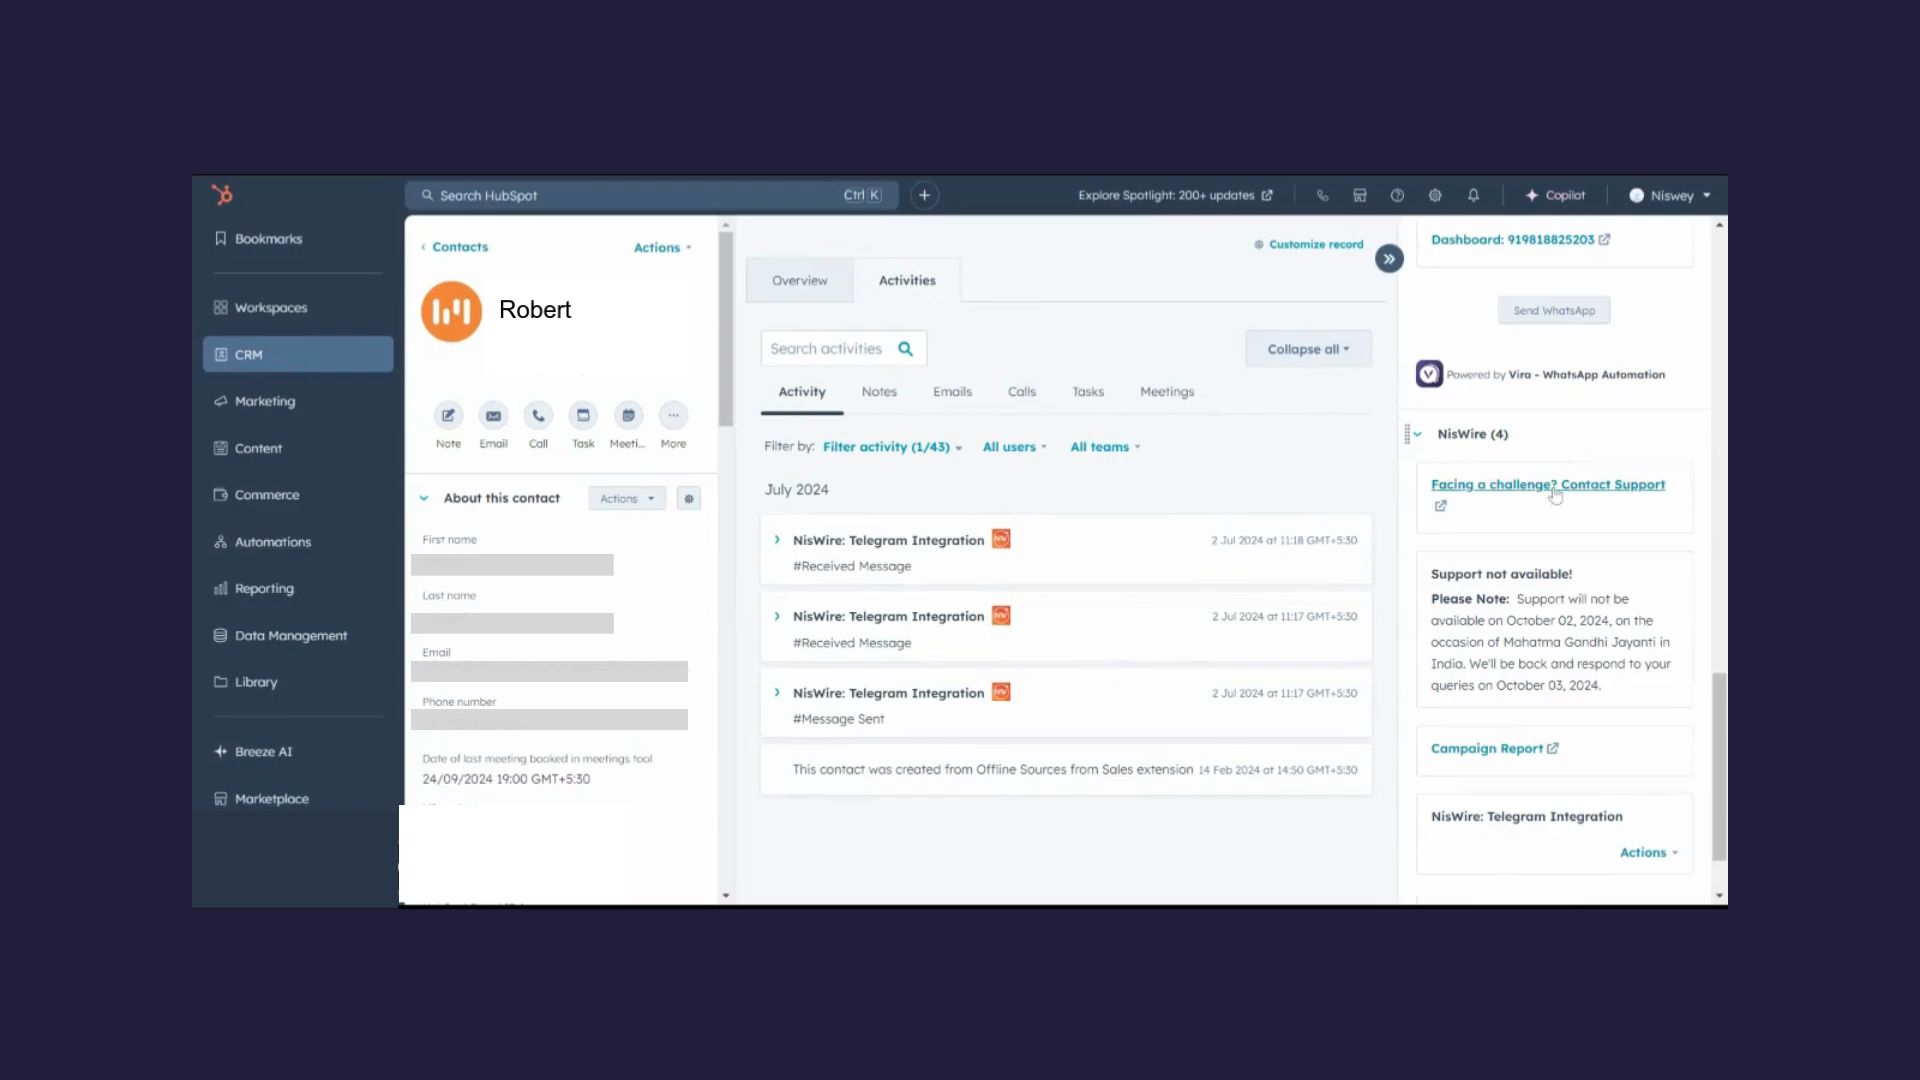 Search HubSpot
Ctrl K
Explore Spotlight: 200+ updates
Copilot
Niswey
Bookmarks
Workspaces
CRM
Marketing
Content
Commerce
Automations
Reporting
Data Management
Library
Breeze AI
Marketplace
Contacts
Actions
Robert
Note
Email
Call
Task
Meeti...
More
About this contact
Actions
First name
Last name
Email
Phone number
Date of last meeting booked in meetings tool
24/09/2024 19:00 GMT+5:30
Customize record
Overview
Activities
Search activities
Collapse all
Activity
Notes
Emails
Calls
Tasks
Meetings
Filter by: Filter activity (1/43) All users All teams
July 2024
NisWire: Telegram Integration
2 Jul 2024 at 11:18 GMT+5:30
#Received Message
NisWire: Telegram Integration
2 Jul 2024 at 11:17 GMT+5:30
#Received Message
NisWire: Telegram Integration
2 Jul 2024 at 11:17 GMT+5:30
#Message Sent
This contact was created from Offline Sources from Sales extension 14 Feb 2024 at 14:50 GMT+5:30
Dashboard: 919818825203
Send WhatsApp
Powered by Vira - WhatsApp Automation
NisWire (4)
Facing a challenge? Contact Support
Support not available!
Please Note: Support will not be
available on October 02, 2024, on the
occasion of Mahatma Gandhi Jayanti in
India. We'll be back and respond to your
queries on October 03, 2024.
Campaign Report
NisWire: Telegram Integration
Actions